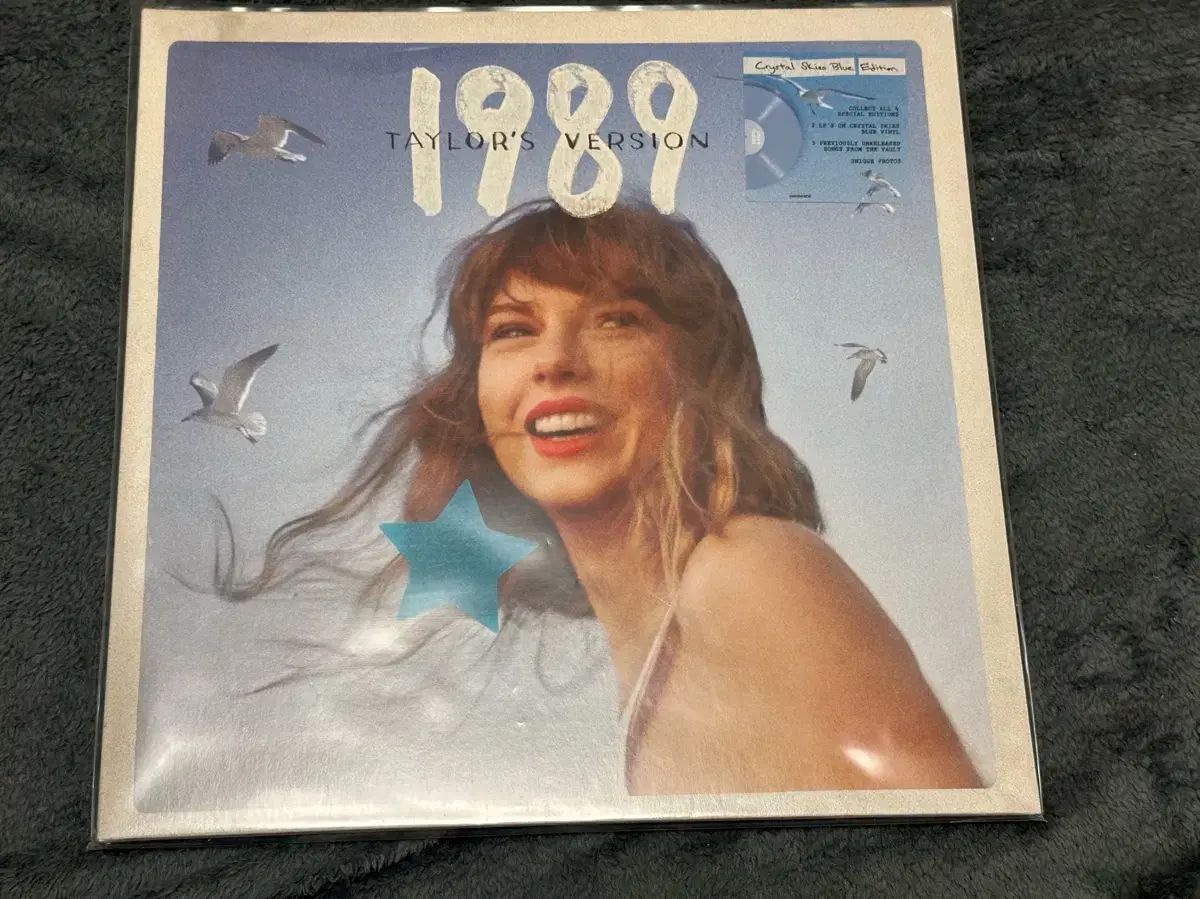 1989
TAYLOR'S VERSION
Crystal Skies Blue Edition
COLLECT ALL 4
SPECIAL EDITIONS
2 LP'S ON CRYSTAL SKIES
BLUE VINYL
5 PREVIOUSLY UNRELEASED
SONGS FROM THE VAULT
UNIQUE PHOTOS